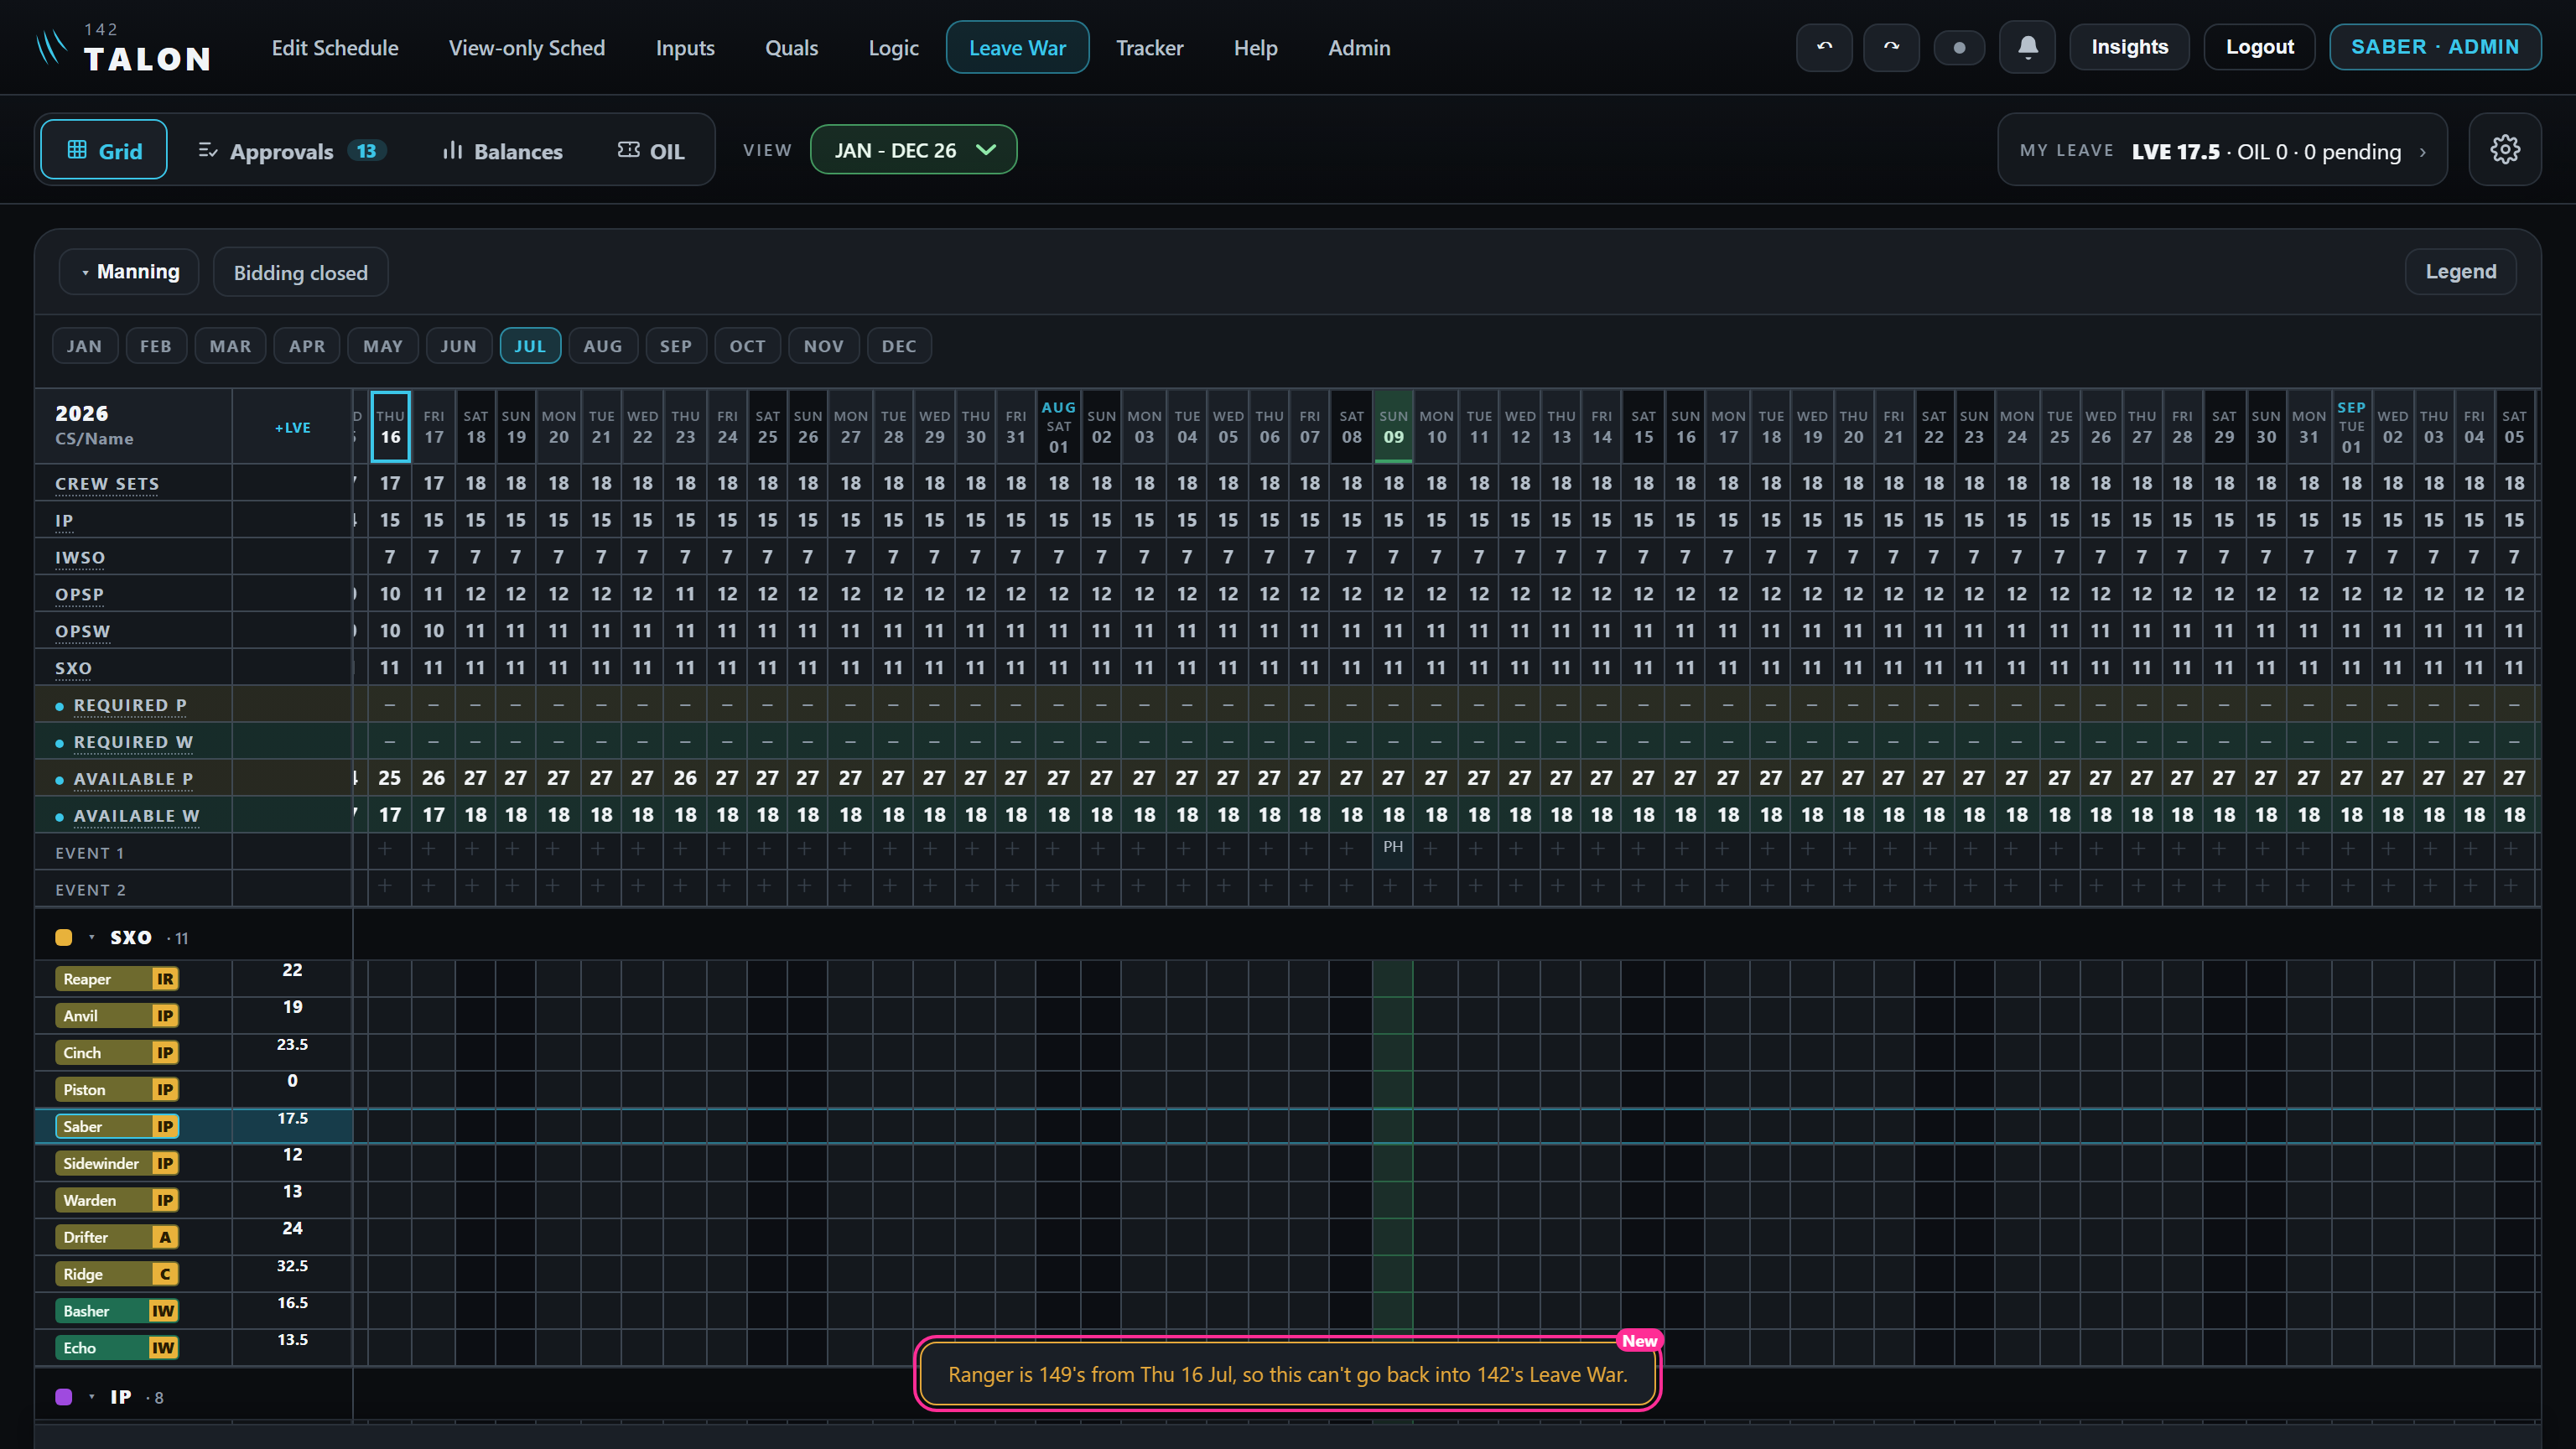 142
TALON
Edit Schedule View-only Sched Inputs Quals Logic Leave War Tracker Help Admin
Insights Logout SABER · ADMIN
Grid Approvals 13 Balances OIL VIEW JAN - DEC 26
MY LEAVE LVE 17.5 · OIL 0 · 0 pending ›
Manning Bidding closed Legend
JAN FEB MAR APR MAY JUN JUL AUG SEP OCT NOV DEC
2026
CS/Name
+LVE
THU 16 FRI 17 SAT 18 SUN 19 MON 20 TUE 21 WED 22 THU 23 FRI 24 SAT 25 SUN 26 MON 27 TUE 28 WED 29 THU 30 FRI 31 AUG SAT 01 SUN 02 MON 03 TUE 04 WED 05 THU 06 FRI 07 SAT 08 SUN 09 MON 10 TUE 11 WED 12 THU 13 FRI 14 SAT 15 SUN 16 MON 17 TUE 18 WED 19 THU 20 FRI 21 SAT 22 SUN 23 MON 24 TUE 25 WED 26 THU 27 FRI 28 SAT 29 SUN 30 MON 31 SEP TUE 01 WED 02 THU 03 FRI 04 SAT 05
CREW SETS 17 17 18 18 18 18 18 18 18 18 18 18 18 18 18 18 18 18 18 18 18 18 18 18 18 18 18 18 18 18 18 18 18 18 18 18 18 18 18 18 18 18 18 18 18 18 18 18 18 18 18 18
IP 15 15 15 15 15 15 15 15 15 15 15 15 15 15 15 15 15 15 15 15 15 15 15 15 15 15 15 15 15 15 15 15 15 15 15 15 15 15 15 15 15 15 15 15 15 15 15 15 15 15 15 15
IWSO 7 7 7 7 7 7 7 7 7 7 7 7 7 7 7 7 7 7 7 7 7 7 7 7 7 7 7 7 7 7 7 7 7 7 7 7 7 7 7 7 7 7 7 7 7 7 7 7 7 7 7 7
OPSP 10 11 12 12 12 12 12 11 12 12 12 12 12 12 12 12 12 12 12 12 12 12 12 12 12 12 12 12 12 12 12 12 12 12 12 12 12 12 12 12 12 12 12 12 12 12 12 12 12 12 12 12
OPSW 10 10 11 11 11 11 11 11 11 11 11 11 11 11 11 11 11 11 11 11 11 11 11 11 11 11 11 11 11 11 11 11 11 11 11 11 11 11 11 11 11 11 11 11 11 11 11 11 11 11 11 11
SXO 11 11 11 11 11 11 11 11 11 11 11 11 11 11 11 11 11 11 11 11 11 11 11 11 11 11 11 11 11 11 11 11 11 11 11 11 11 11 11 11 11 11 11 11 11 11 11 11 11 11 11 11
REQUIRED P – – – – – – – – – – – – – – – – – – – – – – – – – – – – – – – – – – – – – – – – – – – – – – – – – – – –
REQUIRED W – – – – – – – – – – – – – – – – – – – – – – – – – – – – – – – – – – – – – – – – – – – – – – – – – – – –
AVAILABLE P 25 26 27 27 27 27 27 26 27 27 27 27 27 27 27 27 27 27 27 27 27 27 27 27 27 27 27 27 27 27 27 27 27 27 27 27 27 27 27 27 27 27 27 27 27 27 27 27 27 27 27 27
AVAILABLE W 17 17 18 18 18 18 18 18 18 18 18 18 18 18 18 18 18 18 18 18 18 18 18 18 18 18 18 18 18 18 18 18 18 18 18 18 18 18 18 18 18 18 18 18 18 18 18 18 18 18 18 18
EVENT 1 PH
EVENT 2
SXO · 11
Reaper IR 22
Anvil IP 19
Cinch IP 23.5
Piston IP 0
Saber IP 17.5
Sidewinder IP 12
Warden IP 13
Drifter A 24
Ridge C 32.5
Basher IW 16.5
Echo IW 13.5
New
Ranger is 149's from Thu 16 Jul, so this can't go back into 142's Leave War.
IP · 8